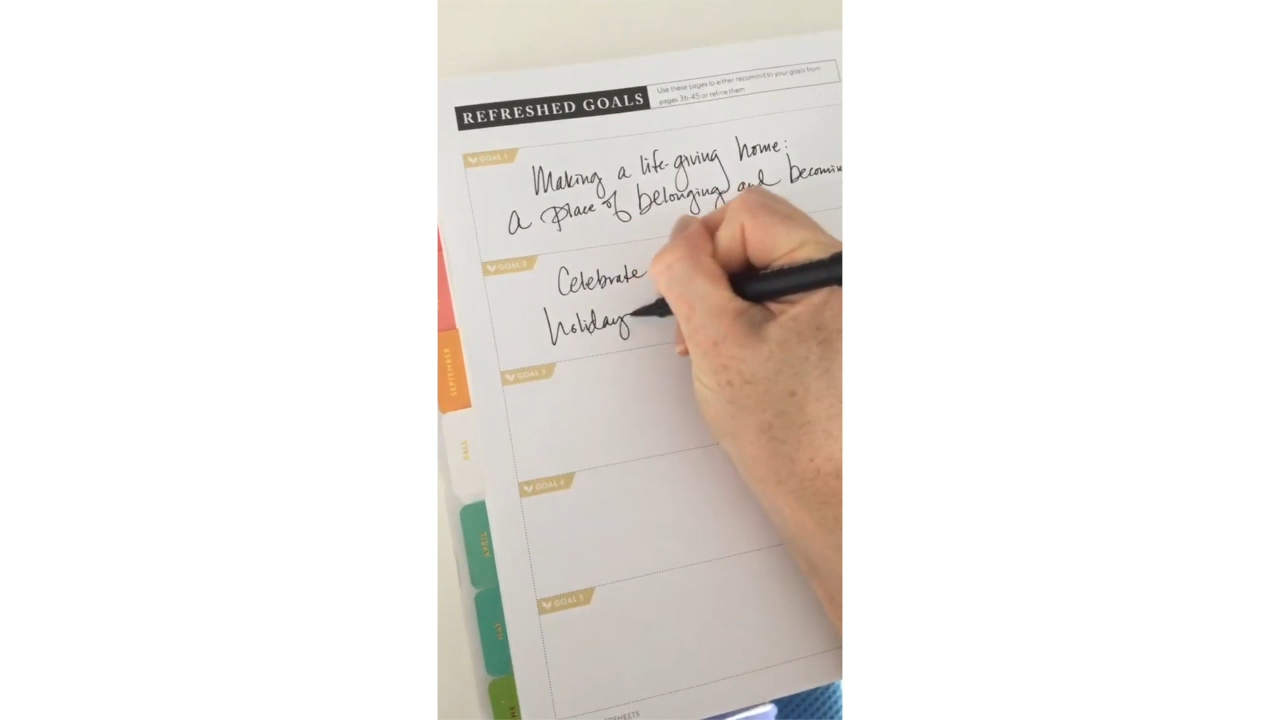 REFRESHED GOALS
Use these pages to either recommit to your goals from
pages 36-45 or refine them.
GOAL 1
Making a life-giving home:
a place of belonging and becomin
GOAL 2
Celebrate
holiday
GOAL 3
GOAL 4
GOAL 5
SEPTEMBER
FALL
APRIL
MAY
NE
SHEETS